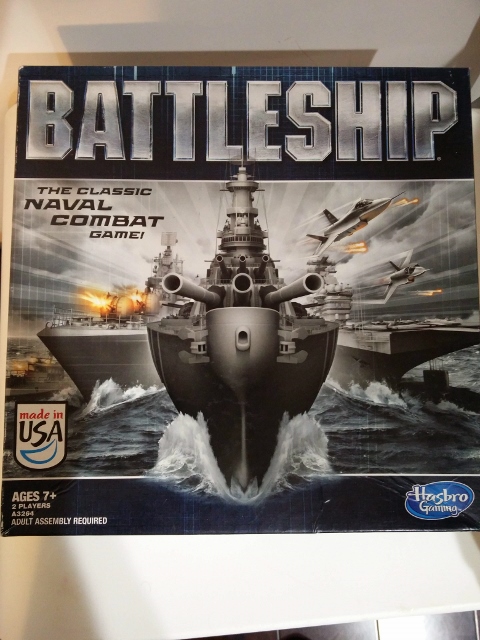 BATTLESHIP
THE CLASSIC
NAVAL
COMBAT
GAME!
made in
USA
AGES 7+
2 PLAYERS
A3264
ADULT ASSEMBLY REQUIRED
Hasbro
Gaming